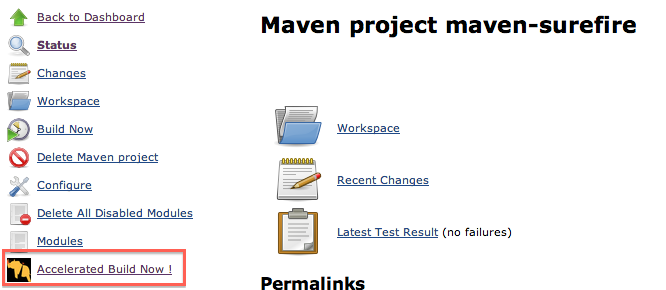 Back to Dashboard
Status
Changes
Workspace
Build Now
Delete Maven project
Configure
Delete All Disabled Modules
Modules
Accelerated Build Now !
Maven project maven-surefire
Workspace
Recent Changes
Latest Test Result (no failures)
Permalinks